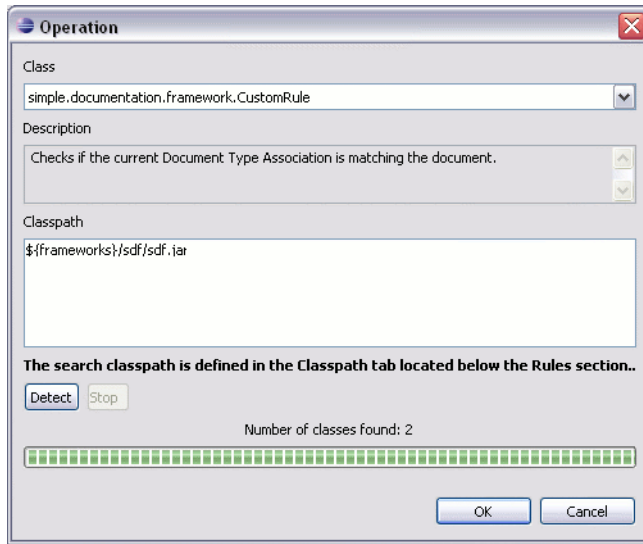 Operation
Class
simple.documentation.framework.CustomRule
Description
Checks if the current Document Type Association is matching the document.
Classpath
${frameworks}/sdf/sdf.jar
The search classpath is defined in the Classpath tab located below the Rules section..
Detect Stop
Number of classes found: 2
OK Cancel